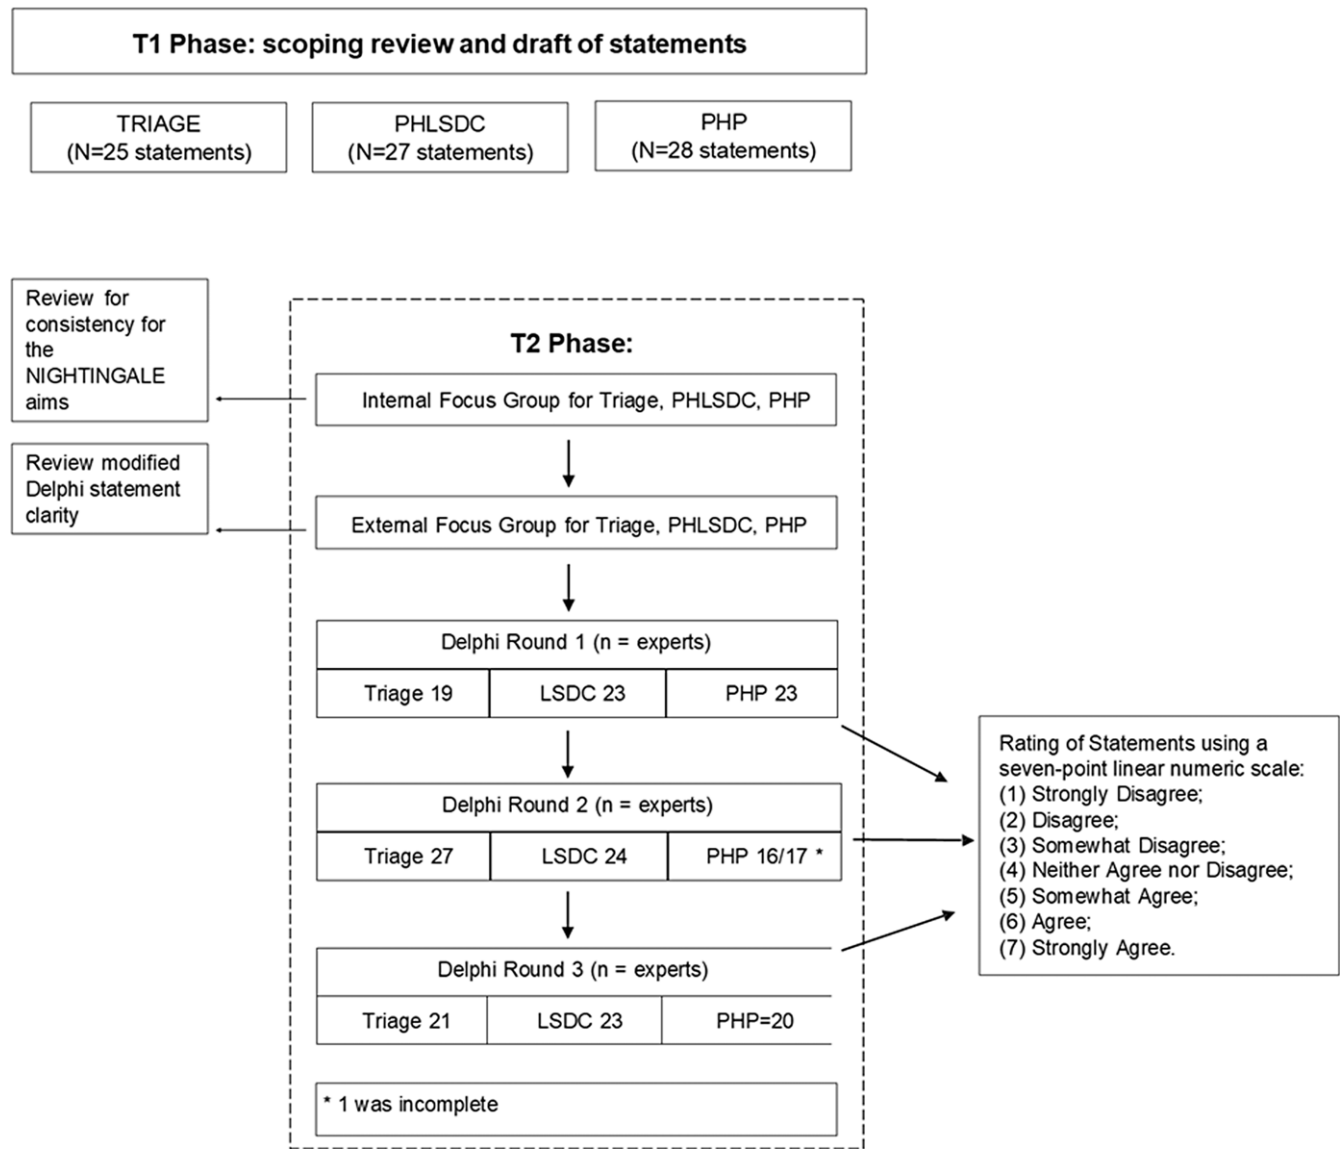 T1 Phase: scoping review and draft of statements
TRIAGE
(N=25 statements)
PHLSDC
(N=27 statements)
PHP
(N=28 statements)
Review for
consistency for
the
NIGHTINGALE
aims
Review modified
Delphi statement
clarity
T2 Phase:
Internal Focus Group for Triage, PHLSDC, PHP
External Focus Group for Triage, PHLSDC, PHP
Delphi Round 1 (n = experts)
Triage 19
LSDC 23
PHP 23
Delphi Round 2 (n = experts)
Triage 27
LSDC 24
PHP 16/17 *
Delphi Round 3 (n = experts)
Triage 21
LSDC 23
PHP=20
* 1 was incomplete
Rating of Statements using a
seven-point linear numeric scale:
(1) Strongly Disagree;
(2) Disagree;
(3) Somewhat Disagree;
(4) Neither Agree nor Disagree;
(5) Somewhat Agree;
(6) Agree;
(7) Strongly Agree.